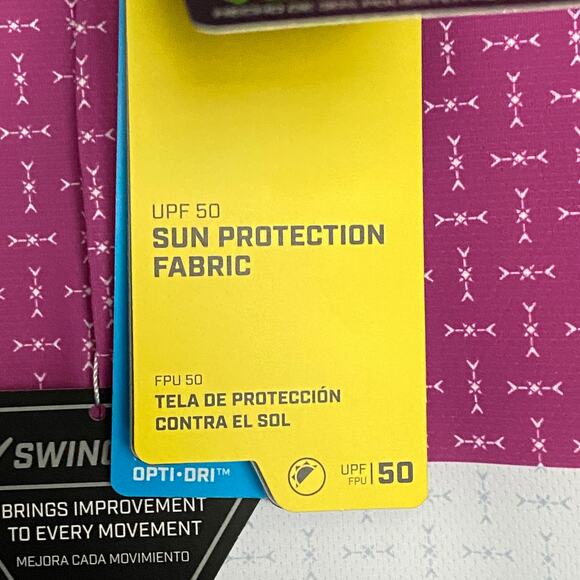 UPF 50
SUN PROTECTION
FABRIC
FPU 50
TELA DE PROTECCIÓN
CONTRA EL SOL
UPF
FPU
50
OPTI•DRI™
SWING
BRINGS IMPROVEMENT
TO EVERY MOVEMENT
MEJORA CADA MOVIMIENTO